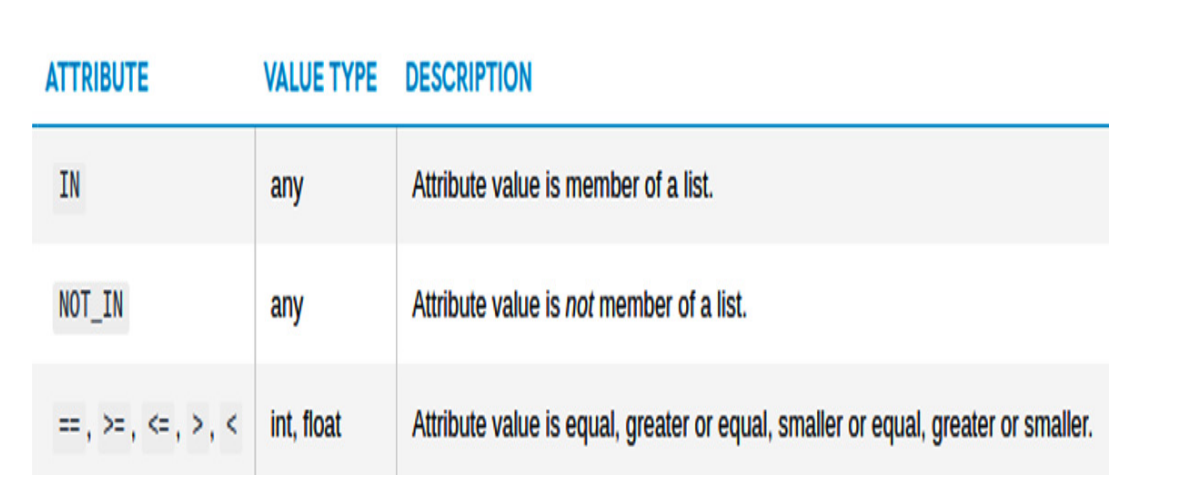 ATTRIBUTE VALUE TYPE DESCRIPTION
IN any Attribute value is member of a list.
NOT_IN any Attribute value is not member of a list.
==, >=, <=, >, < int, float Attribute value is equal, greater or equal, smaller or equal, greater or smaller.